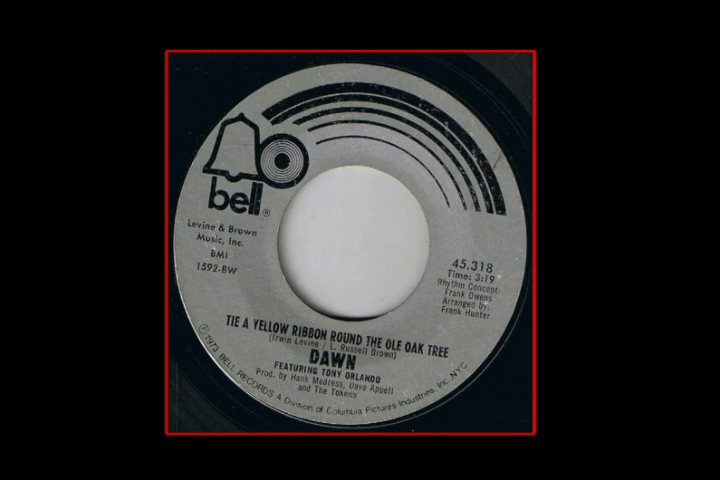 bell®
Levine & Brown
Music, Inc.
BMI
1592-BW
45.318
Time: 3:19
Rhythm Concept:
Frank Owens
Arranged by:
Frank Hunter
TIE A YELLOW RIBBON ROUND THE OLE OAK TREE
(Irwin Levine / L. Russell Brown)
DAWN
FEATURING TONY ORLANDO
Prod. by Hank Medress, Dave Appell
and The Tokens
℗ 1973 BELL RECORDS A Division of Columbia Pictures Industries, Inc. NYC